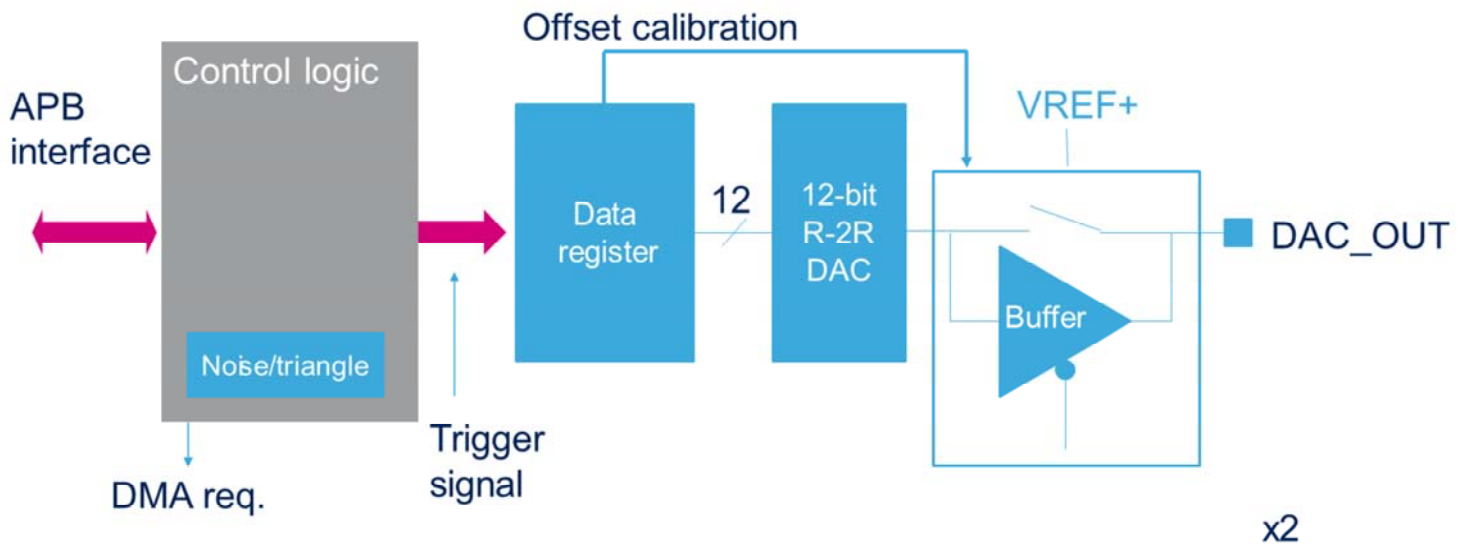 Offset calibration
Control logic
APB
interface
VREF+
Data
register
12
12-bit
R-2R
DAC
DAC_OUT
Buffer
Noise/triangle
Trigger
signal
DMA req.
x2